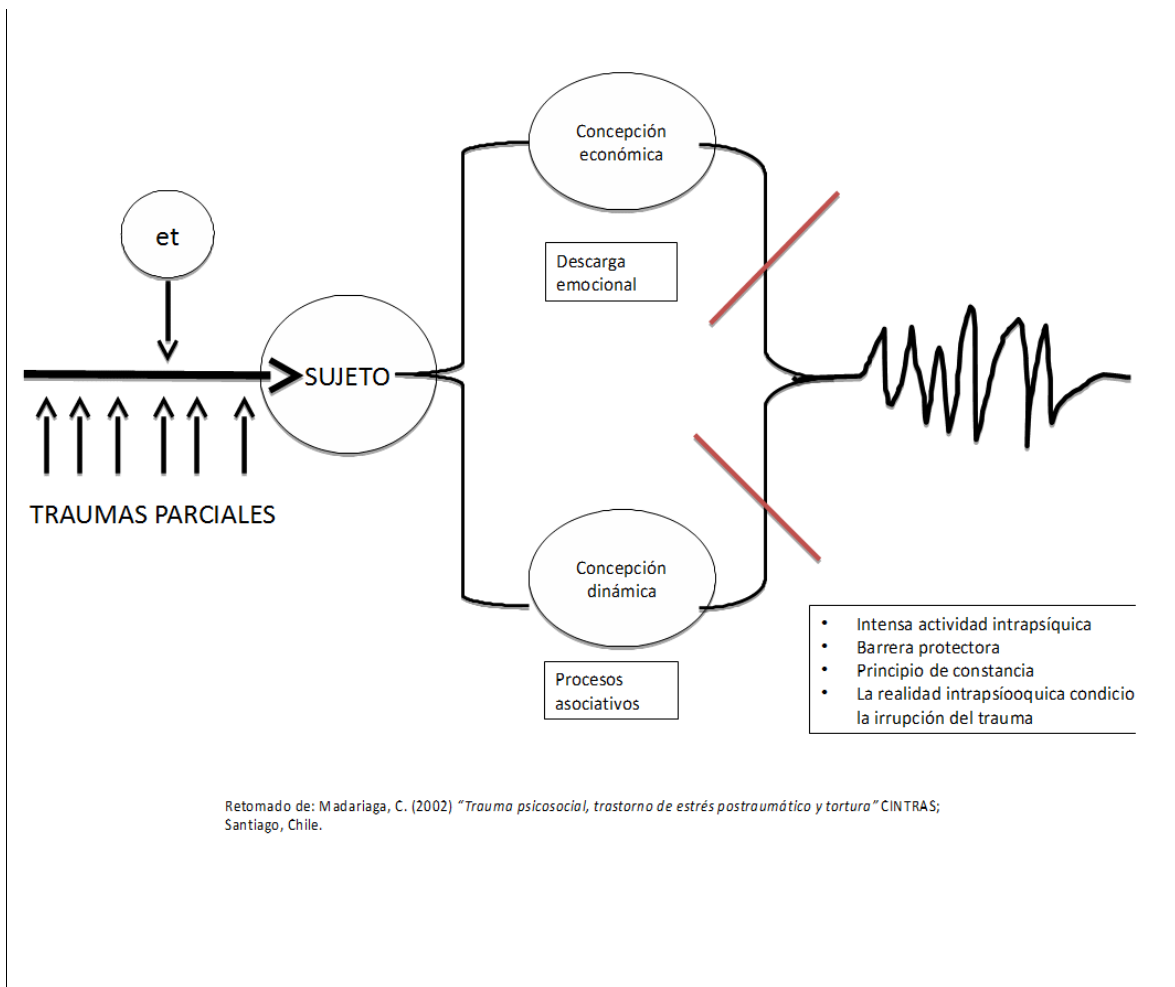 Concepción
económica
et
Descarga
emocional
SUJETO
TRAUMAS PARCIALES
Concepción
dinámica
Procesos
asociativos
• Intensa actividad intrapsíquica
• Barrera protectora
• Principio de constancia
• La realidad intrapsíooquica condicio
la irrupción del trauma
Retomado de: Madariaga, C. (2002) “Trauma psicosocial, trastorno de estrés postraumático y tortura” CINTRAS;
Santiago, Chile.